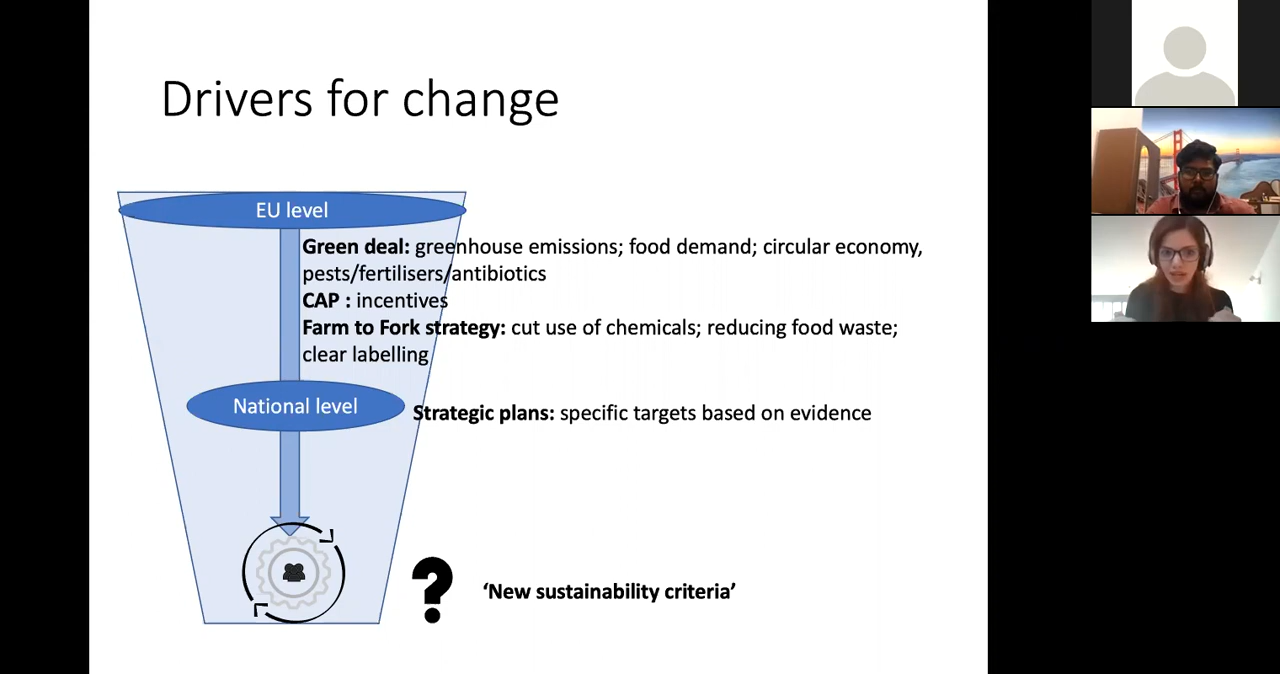 Drivers for change
EU level
Green deal: greenhouse emissions; food demand; circular economy,
pests/fertilisers/antibiotics
CAP : incentives
Farm to Fork strategy: cut use of chemicals; reducing food waste;
clear labelling
National level
Strategic plans: specific targets based on evidence
?
‘New sustainability criteria’